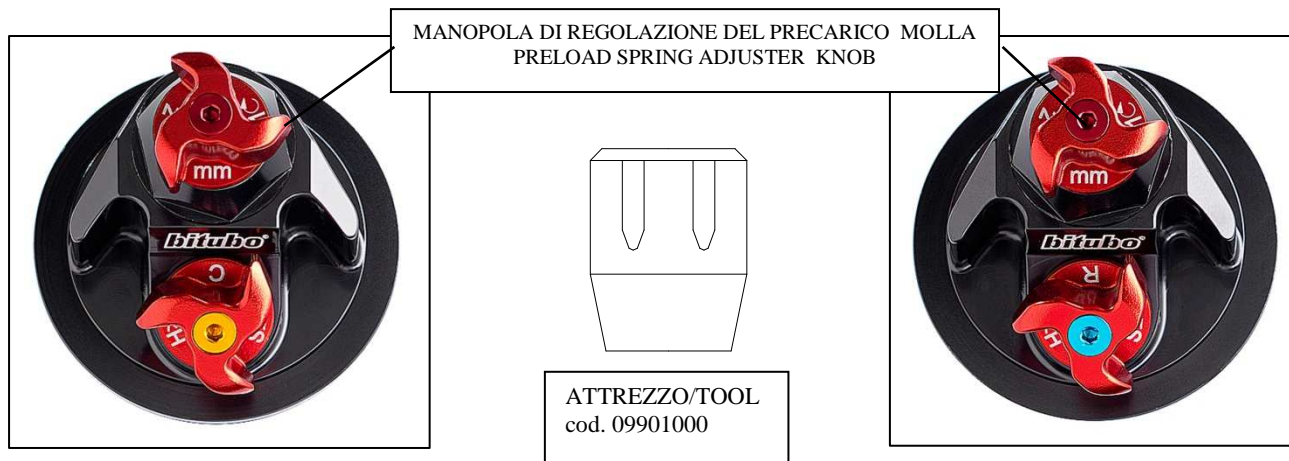 MANOPOLA DI REGOLAZIONE DEL PRECARICO MOLLA
PRELOAD SPRING ADJUSTER KNOB
mm
bitubo®
C
H
S
ATTREZZO/TOOL
cod. 09901000
mm
bitubo®
R
H
S